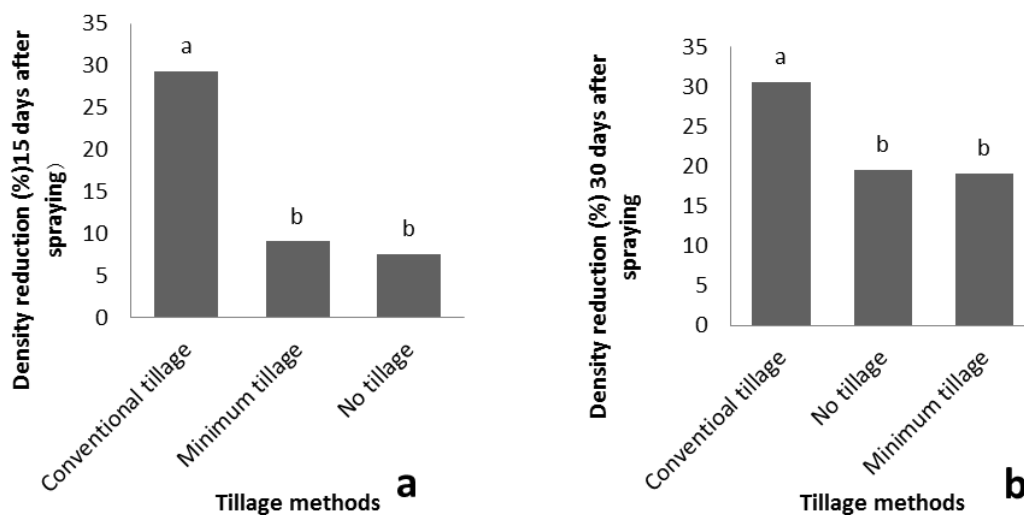 Density reduction (%)15 days after
spraying）
35
30
25
20
15
10
5
0
a
b
b
Conventional tillage
Minimum tillage
No tillage
Tillage methods
a
Density reduction (%) 30 days after
spraying
35
30
25
20
15
10
5
0
a
b
b
Conventioal tillage
No tillage
Minimum tillage
Tillage methods
b